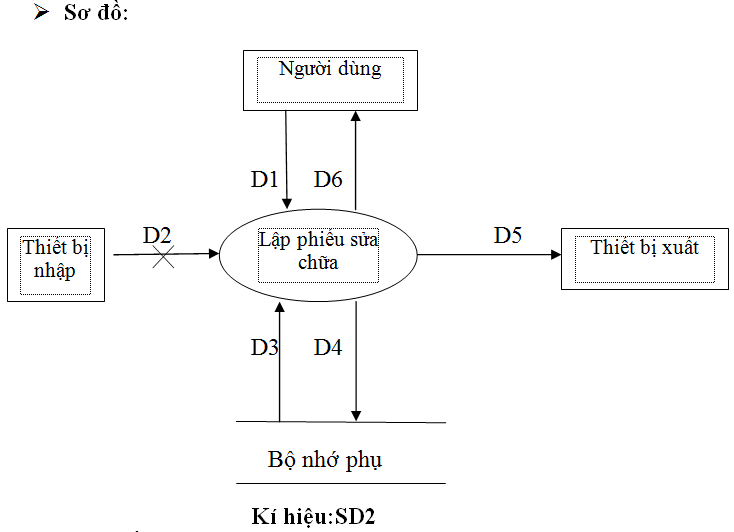 ➢ Sơ đồ:
Người dùng
D1
D6
Thiết bị
nhập
D2
Lập phiếu sửa
chữa
D5
Thiết bị xuất
D3
D4
Bộ nhớ phụ
Kí hiệu:SD2